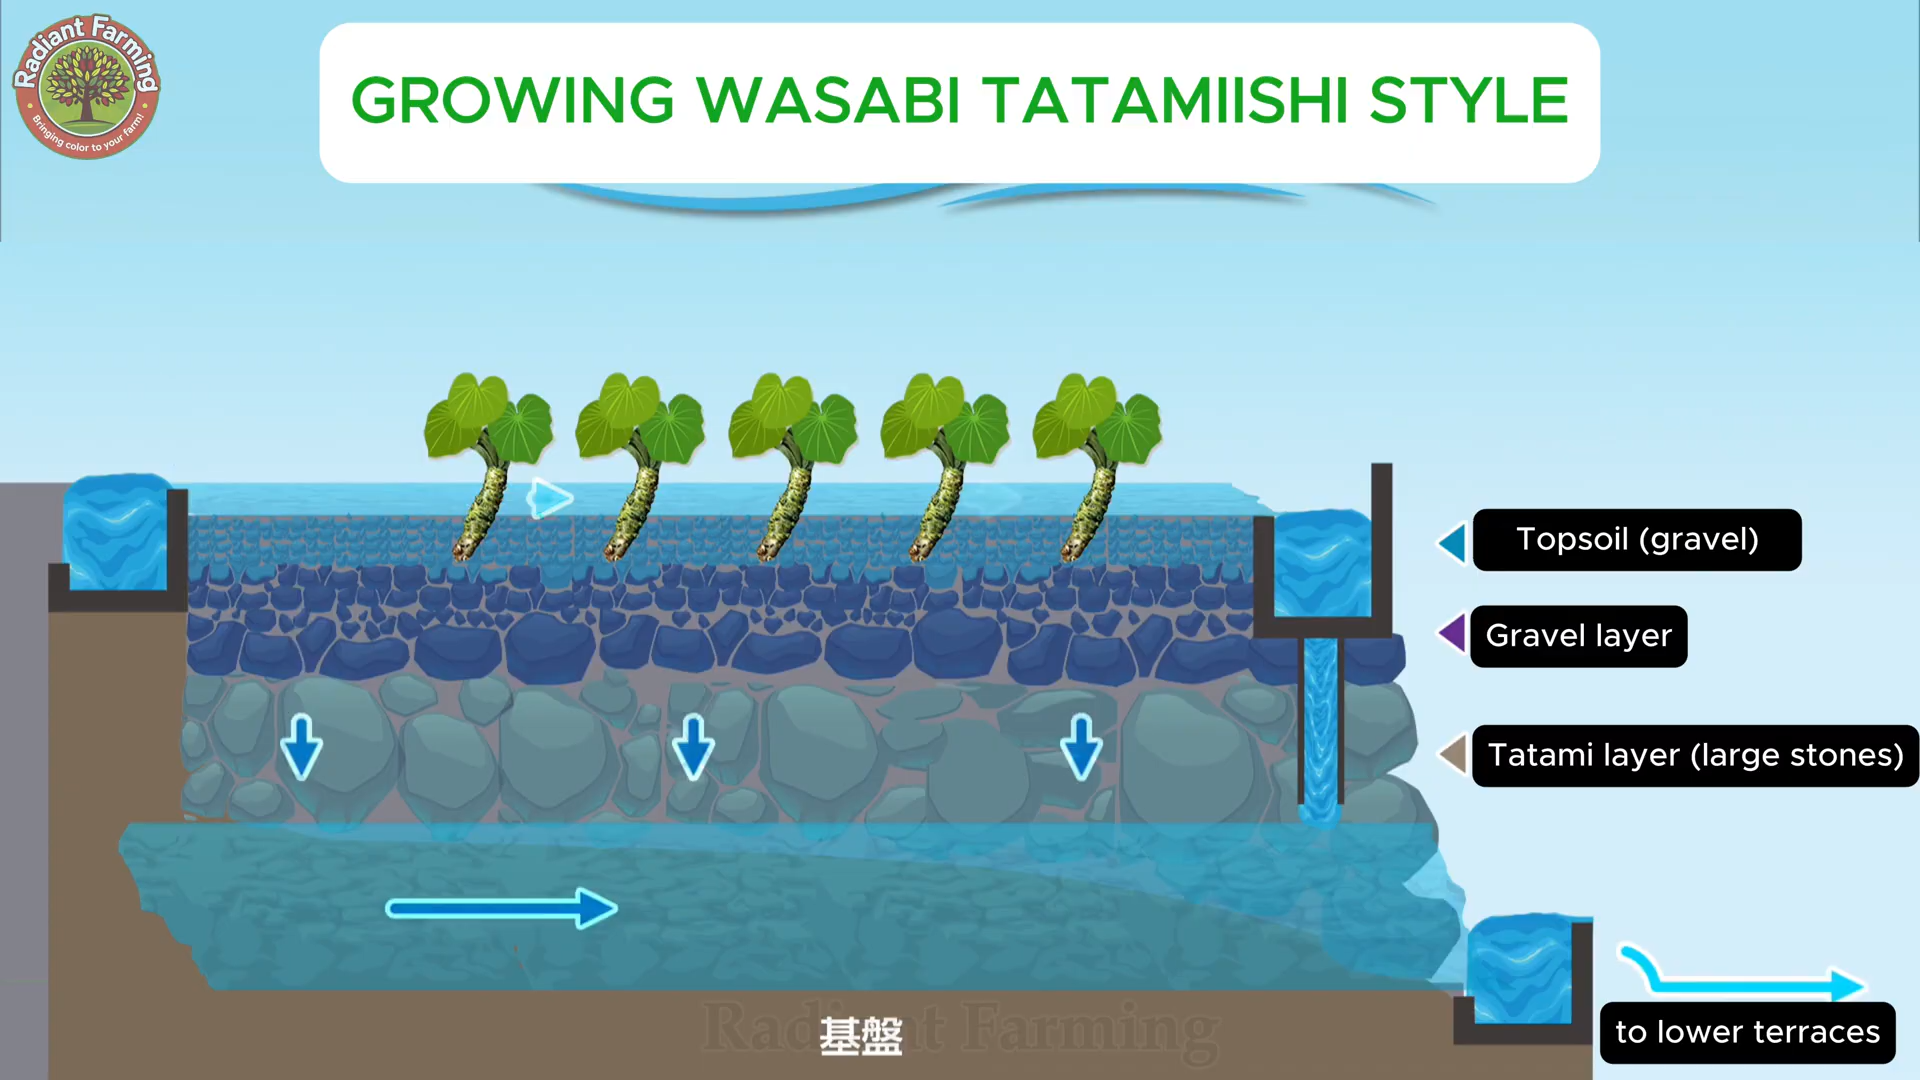 Radiant Farming
Bringing color to your farm!
GROWING WASABI TATAMIISHI STYLE
Topsoil (gravel)
Gravel layer
Tatami layer (large stones)
to lower terraces
Radiant Farming
基盤